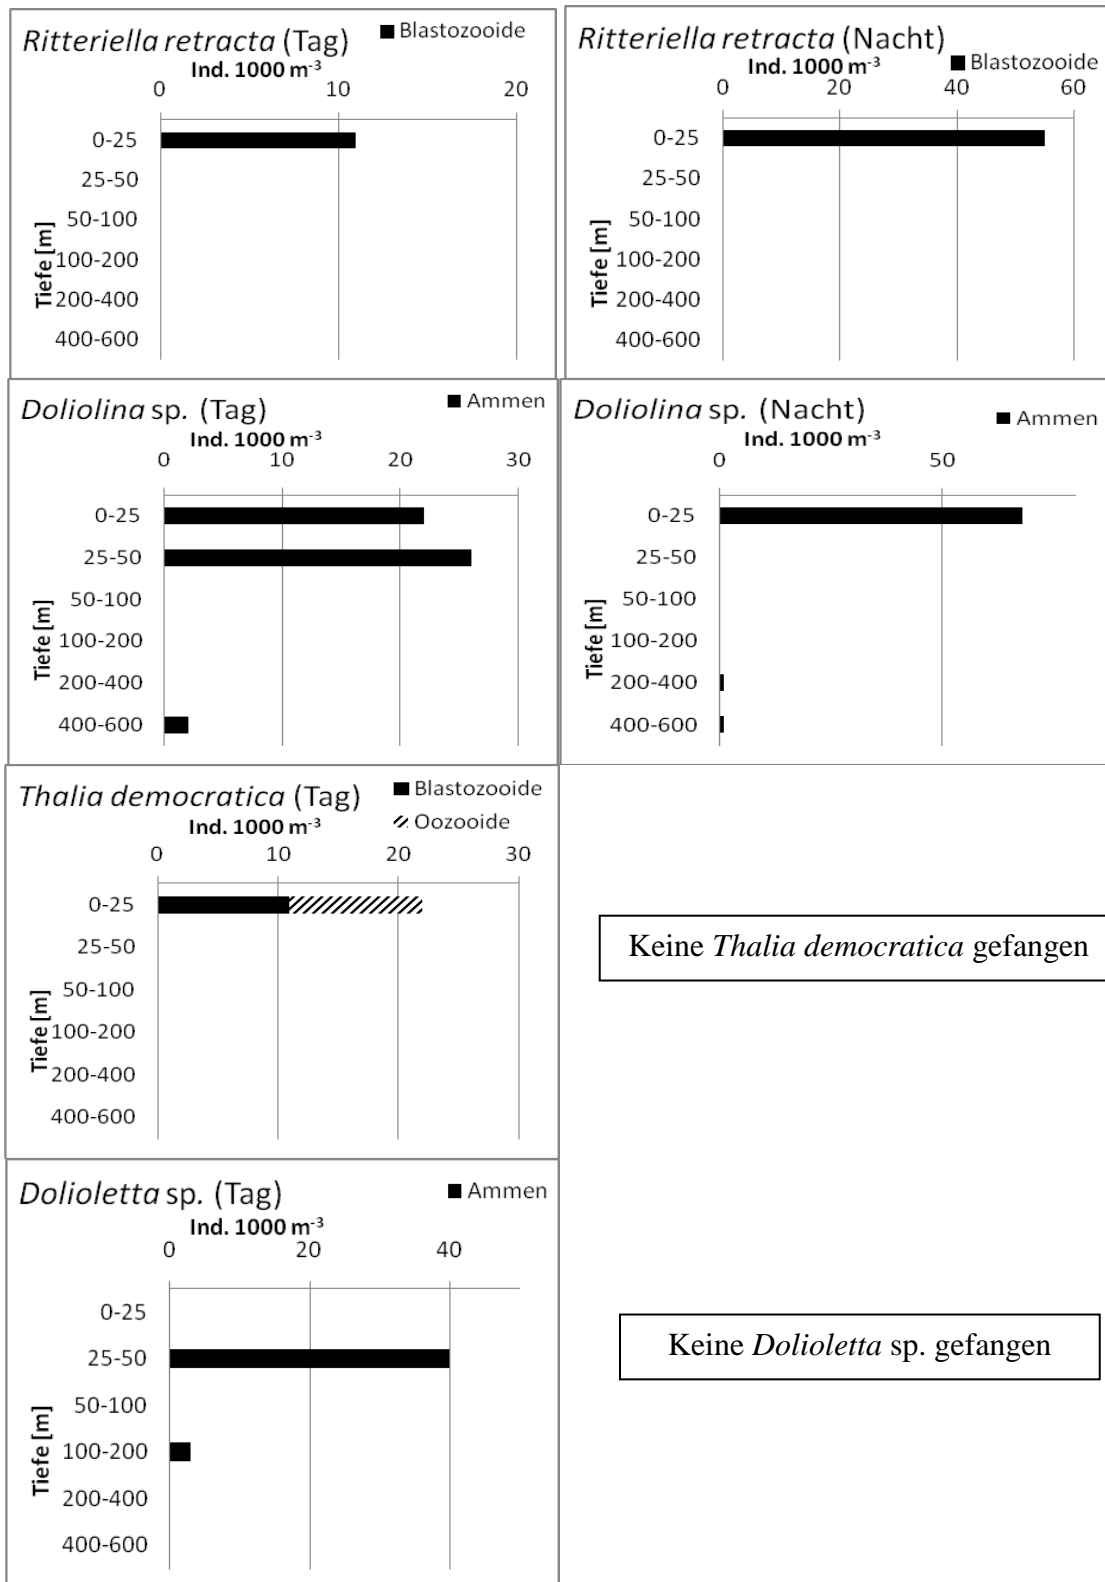 Ritteriella retracta (Tag)
Blastozooide
Ind. 1000 m-3
0 10 20
0-25
25-50
50-100
100-200
200-400
400-600
Tiefe [m]
Ritteriella retracta (Nacht)
Blastozooide
Ind. 1000 m-3
0 20 40 60
0-25
25-50
50-100
100-200
200-400
400-600
Tiefe [m]
Doliolina sp. (Tag)
Ammen
Ind. 1000 m-3
0 10 20 30
0-25
25-50
50-100
100-200
200-400
400-600
Tiefe [m]
Doliolina sp. (Nacht)
Ammen
Ind. 1000 m-3
0 50
0-25
25-50
50-100
100-200
200-400
400-600
Tiefe [m]
Thalia democratica (Tag)
Blastozooide
Oozooide
Ind. 1000 m-3
0 10 20 30
0-25
25-50
50-100
100-200
200-400
400-600
Tiefe [m]
Keine Thalia democratica gefangen
Dolioletta sp. (Tag)
Ammen
Ind. 1000 m-3
0 20 40
0-25
25-50
50-100
100-200
200-400
400-600
Tiefe [m]
Keine Dolioletta sp. gefangen